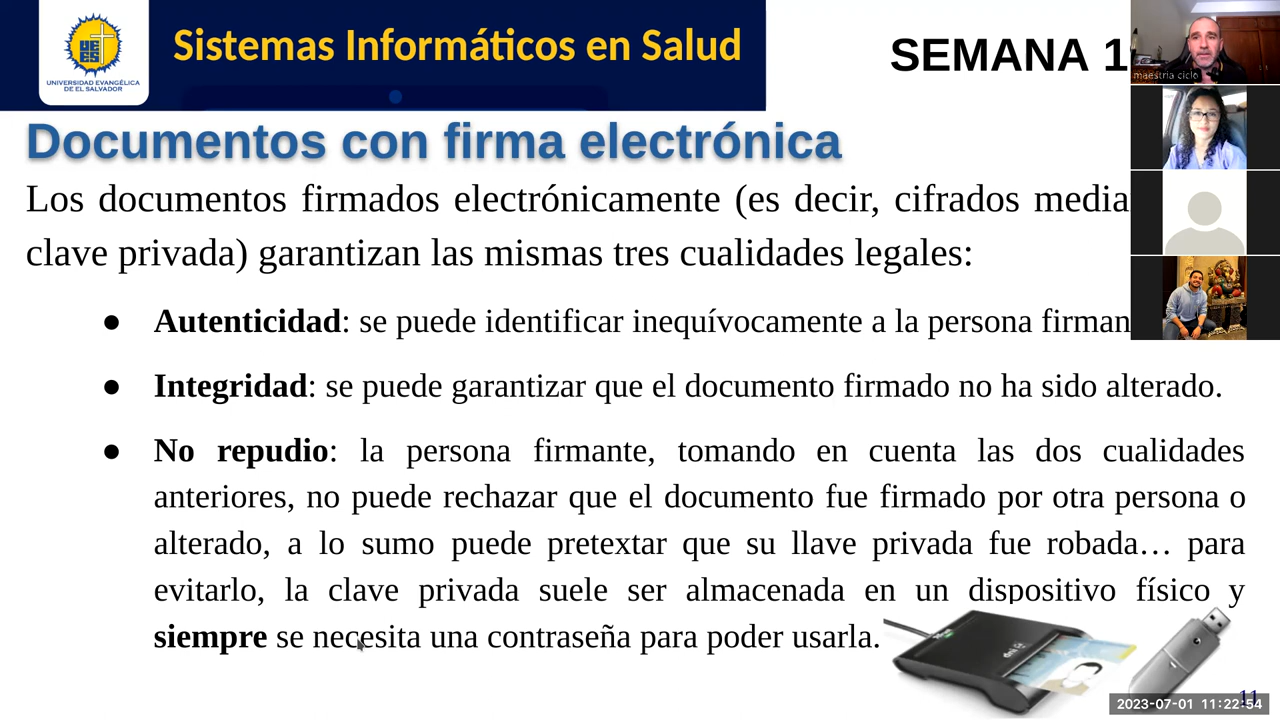 UNIVERSIDAD EVANGÉLICA
DE EL SALVADOR
Sistemas Informáticos en Salud
SEMANA 1
maestria ciclo
Documentos con firma electrónica
Los documentos firmados electrónicamente (es decir, cifrados media
clave privada) garantizan las mismas tres cualidades legales:
● Autenticidad: se puede identificar inequívocamente a la persona firman
● Integridad: se puede garantizar que el documento firmado no ha sido alterado.
● No repudio: la persona firmante, tomando en cuenta las dos cualidades
anteriores, no puede rechazar que el documento fue firmado por otra persona o
alterado, a lo sumo puede pretextar que su llave privada fue robada… para
evitarlo, la clave privada suele ser almacenada en un dispositivo físico y
siempre se necesita una contraseña para poder usarla.
11
2023-07-01 11:22:54